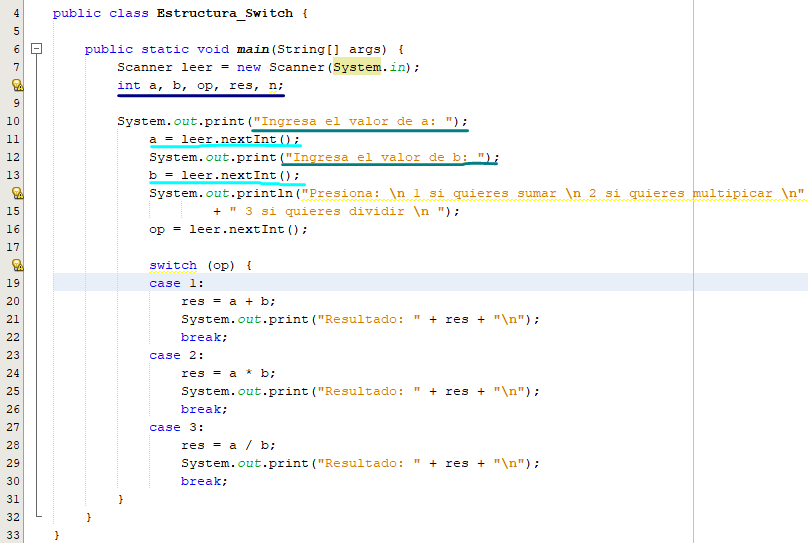 4 public class Estructura_Switch {
5
6 public static void main(String[] args) {
7 Scanner leer = new Scanner(System.in);
int a, b, op, res, n;
9
10 System.out.print("Ingresa el valor de a: ");
11 a = leer.nextInt();
12 System.out.print("Ingresa el valor de b: ");
13 b = leer.nextInt();
System.out.println("Presiona: \n 1 si quieres sumar \n 2 si quieres multipicar \n"
15 + " 3 si quieres dividir \n ");
16 op = leer.nextInt();
17
switch (op) {
19 case 1:
20 res = a + b;
21 System.out.print("Resultado: " + res + "\n");
22 break;
23 case 2:
24 res = a * b;
25 System.out.print("Resultado: " + res + "\n");
26 break;
27 case 3:
28 res = a / b;
29 System.out.print("Resultado: " + res + "\n");
30 break;
31 }
32 }
33 }